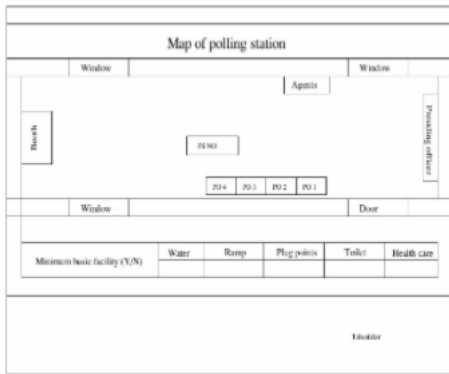 Map of polling station
Window Window
Agents
Booth
Presiding officer
PS NO
PO 4 PO 3 PO 2 PO 1
Window Door
Minimum basic facility (Y/N) Water Ramp Plug points Toilet Health care